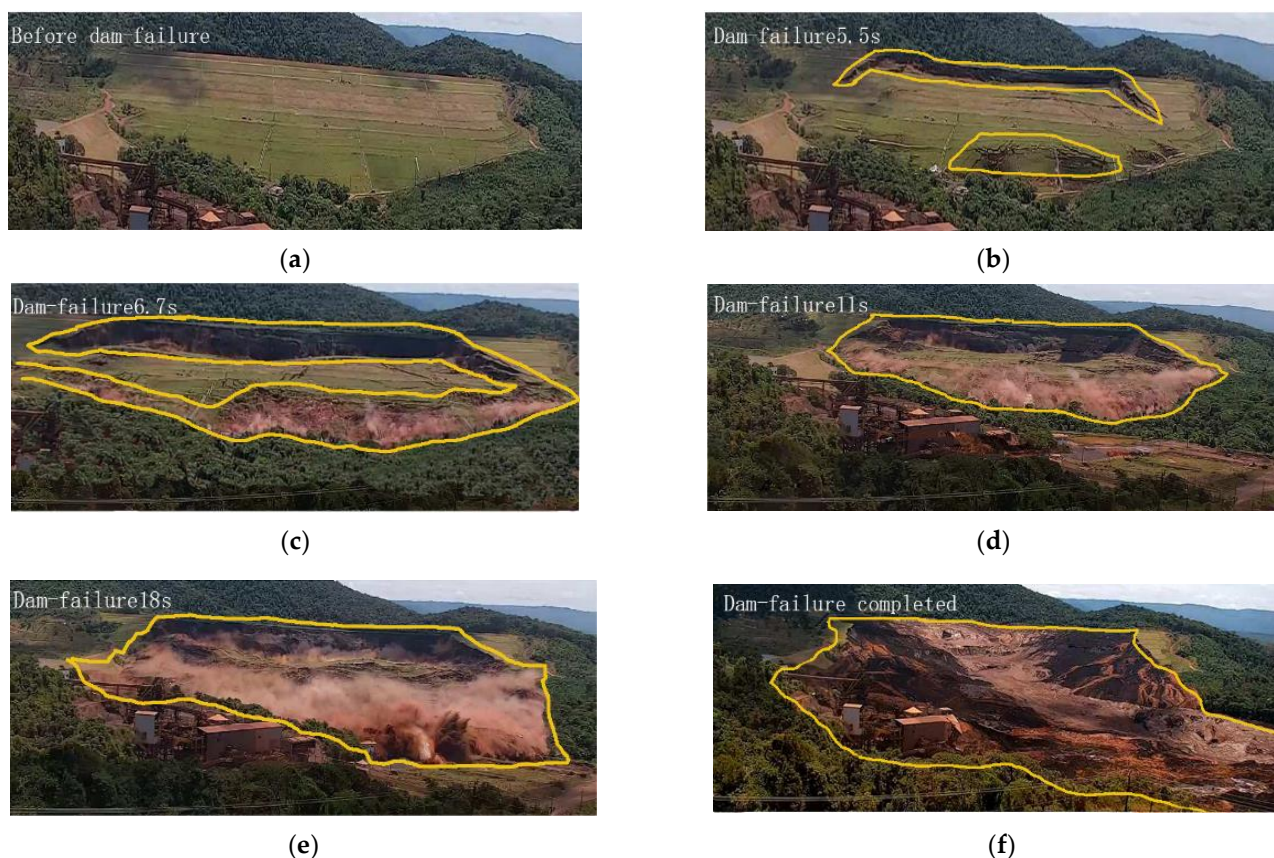 Before dam failure
Dam-failure5.5s
(a)
(b)
Dam-failure6.7s
Dam-failure11s
(c)
(d)
Dam-failure18s
Dam-failure completed
(e)
(f)